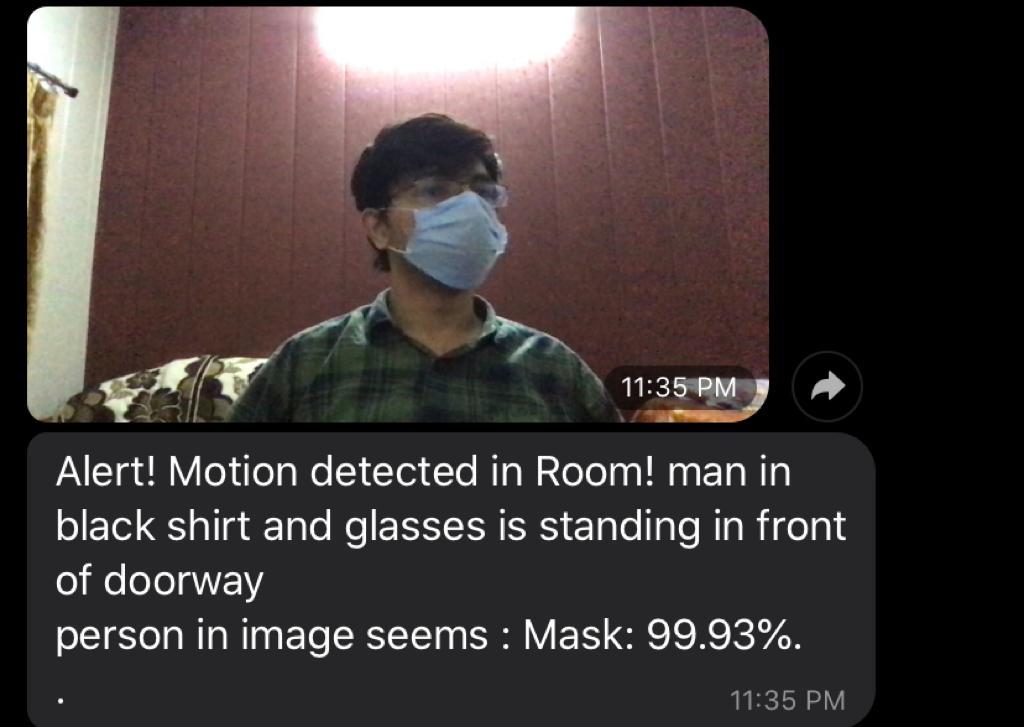 11:35 PM
Alert! Motion detected in Room! man in
black shirt and glasses is standing in front
of doorway
person in image seems : Mask: 99.93%.
.
11:35 PM